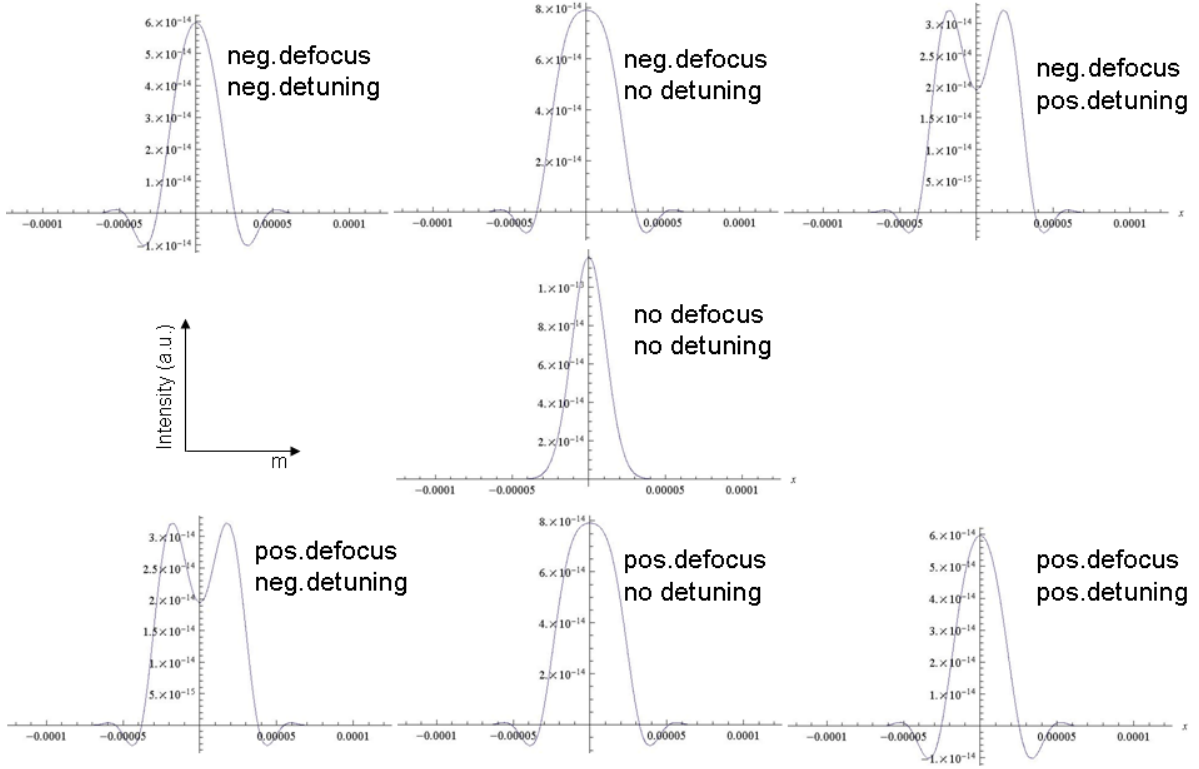 6.×10⁻¹⁴
5.×10⁻¹⁴
4.×10⁻¹⁴
3.×10⁻¹⁴
2.×10⁻¹⁴
1.×10⁻¹⁴
−1.×10⁻¹⁴
−0.0001 −0.00005 0.00005 0.0001
neg.defocus
neg.detuning
8.×10⁻¹⁴
6.×10⁻¹⁴
4.×10⁻¹⁴
2.×10⁻¹⁴
−0.0001 −0.00005 0.00005 0.0001
neg.defocus
no detuning
3.×10⁻¹⁴
2.5×10⁻¹⁴
2.×10⁻¹⁴
1.5×10⁻¹⁴
1.×10⁻¹⁴
5.×10⁻¹⁵
−0.0001 −0.00005 0.00005 0.0001 x
neg.defocus
pos.detuning
Intensity (a.u.)
m
1.×10⁻¹³
8.×10⁻¹⁴
6.×10⁻¹⁴
4.×10⁻¹⁴
2.×10⁻¹⁴
−0.0001 −0.00005 0.00005 0.0001 x
no defocus
no detuning
3.×10⁻¹⁴
2.5×10⁻¹⁴
2.×10⁻¹⁴
1.5×10⁻¹⁴
1.×10⁻¹⁴
5.×10⁻¹⁵
−0.0001 −0.00005 0.00005 0.0001
pos.defocus
neg.detuning
8.×10⁻¹⁴
6.×10⁻¹⁴
4.×10⁻¹⁴
2.×10⁻¹⁴
−0.0001 −0.00005 0.00005 0.0001
pos.defocus
no detuning
6.×10⁻¹⁴
5.×10⁻¹⁴
4.×10⁻¹⁴
3.×10⁻¹⁴
2.×10⁻¹⁴
1.×10⁻¹⁴
−1.×10⁻¹⁴
−0.0001 −0.00005 0.00005 0.0001 x
pos.defocus
pos.detuning